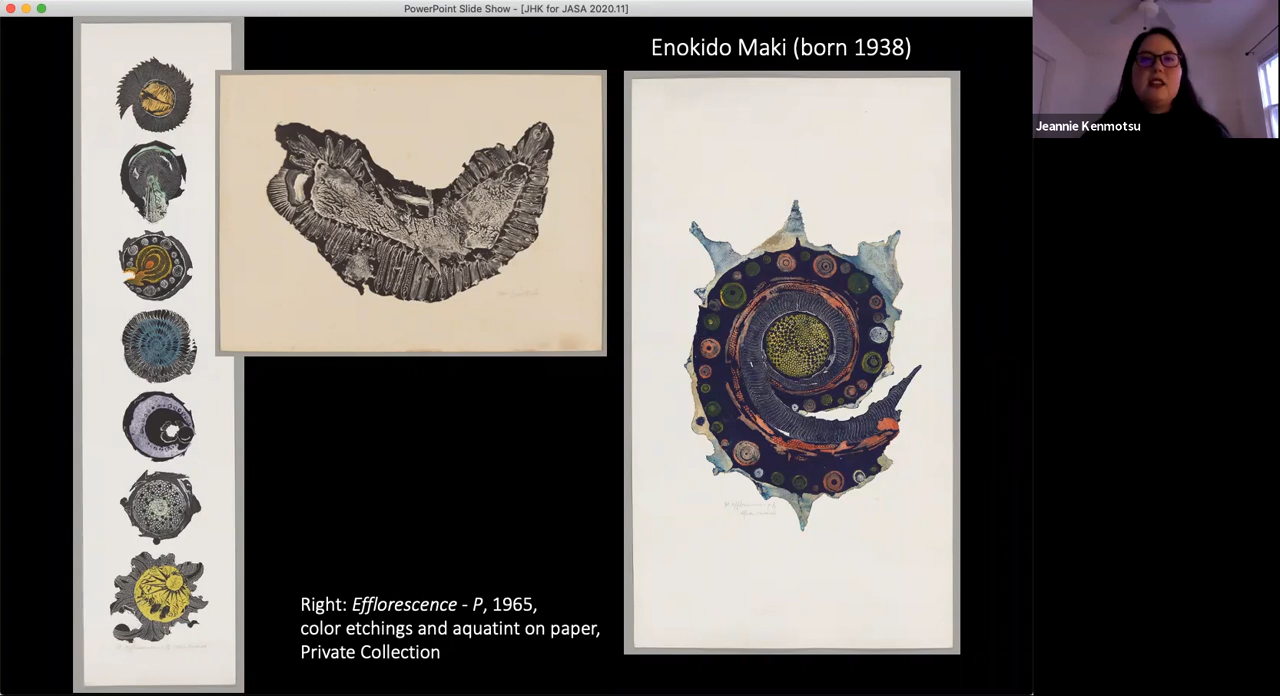 PowerPoint Slide Show - [JHK for JASA 2020.11]
Enokido Maki (born 1938)
Jeannie Kenmotsu
Right: Efflorescence - P, 1965,
color etchings and aquatint on paper,
Private Collection